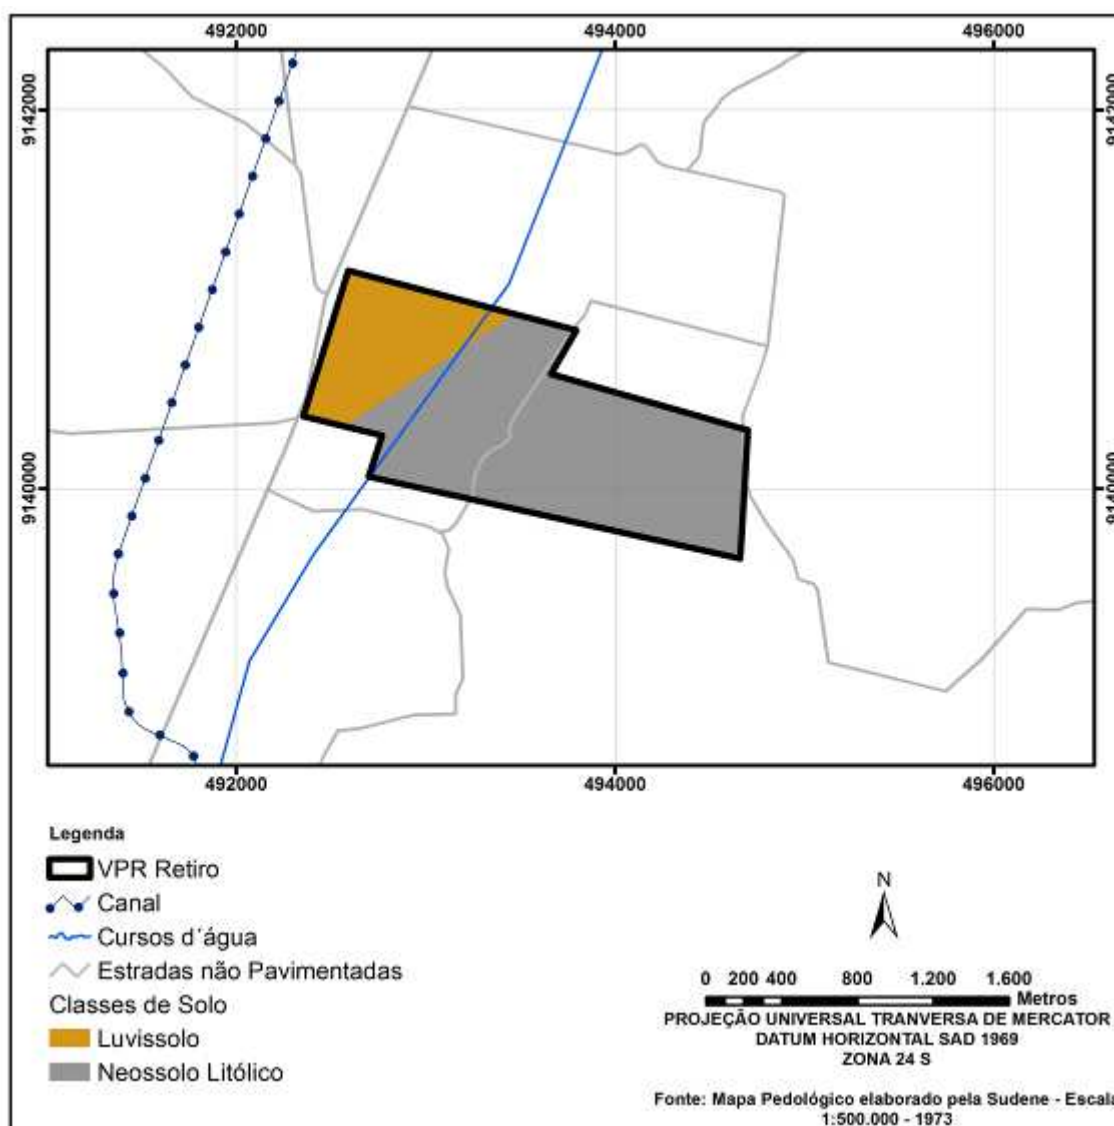 492000 494000 496000
9142000 9142000
9140000 9140000
492000 494000 496000
Legenda
VPR Retiro
Canal
Cursos d´água
Estradas não Pavimentadas
Classes de Solo
Luvissolo
Neossolo Litólico
N
0 200 400 800 1.200 1.600
Metros
PROJEÇÃO UNIVERSAL TRANVERSA DE MERCATOR
DATUM HORIZONTAL SAD 1969
ZONA 24 S
Fonte: Mapa Pedológico elaborado pela Sudene - Escala
1:500.000 - 1973